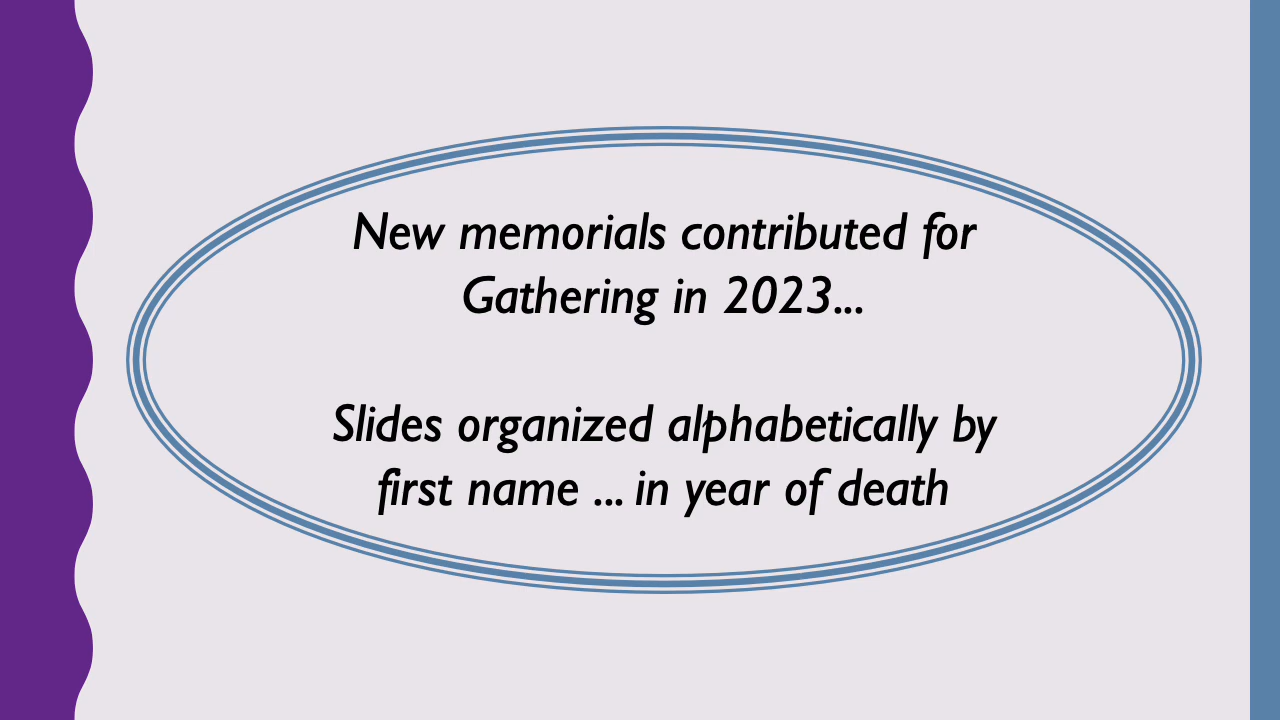 New memorials contributed for
Gathering in 2023...
Slides organized alphabetically by
first name ... in year of death